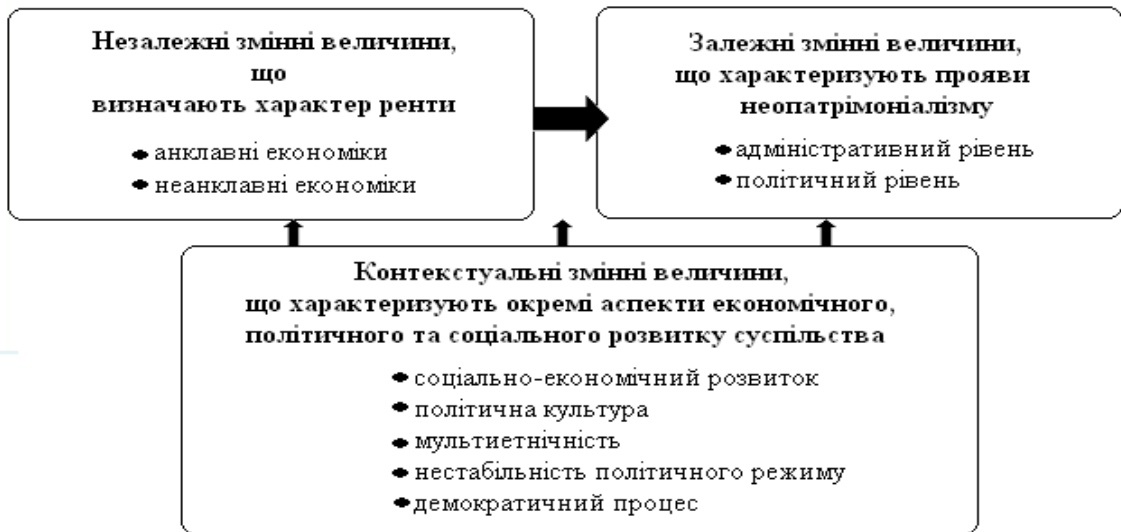 Незалежні змінні величини,
що
визначають характер ренти
анклавні економіки
неанклавні економіки
Залежні змінні величини,
що характеризують прояви
неопатрімоніалізму
адміністративний рівень
політичний рівень
Контекстуальні змінні величини,
що характеризують окремі аспекти економічного,
політичного та соціального розвитку суспільства
соціально-економічний розвиток
політична культура
мультиетнічність
нестабільність політичного режиму
демократичний процес